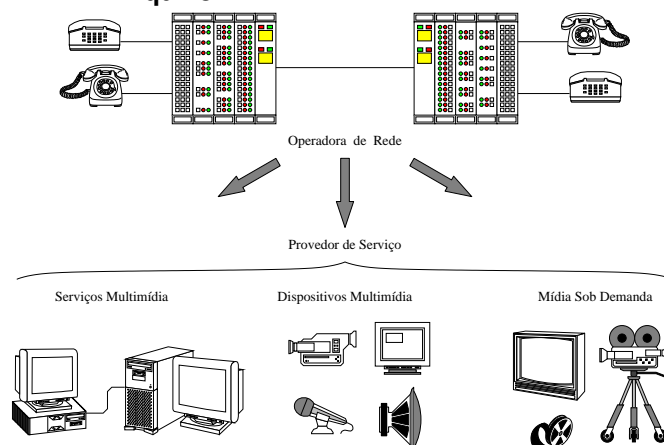 Operadora de Rede
Provedor de Serviço
Serviços Multimídia
Dispositivos Multimídia
Mídia Sob Demanda